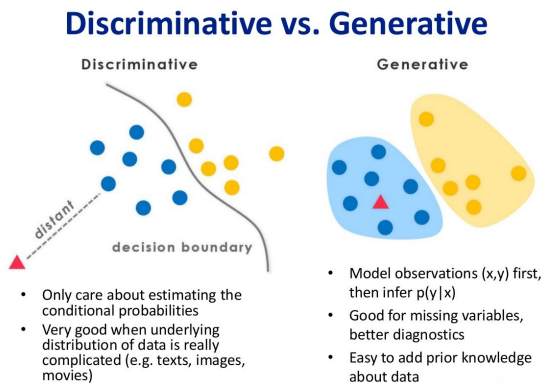 Discriminative vs. Generative
Discriminative
distant
decision boundary
• Only care about estimating the
conditional probabilities
• Very good when underlying
distribution of data is really
complicated (e.g. texts, images,
movies)
Generative
• Model observations (x,y) first,
then infer p(y|x)
• Good for missing variables,
better diagnostics
• Easy to add prior knowledge
about data